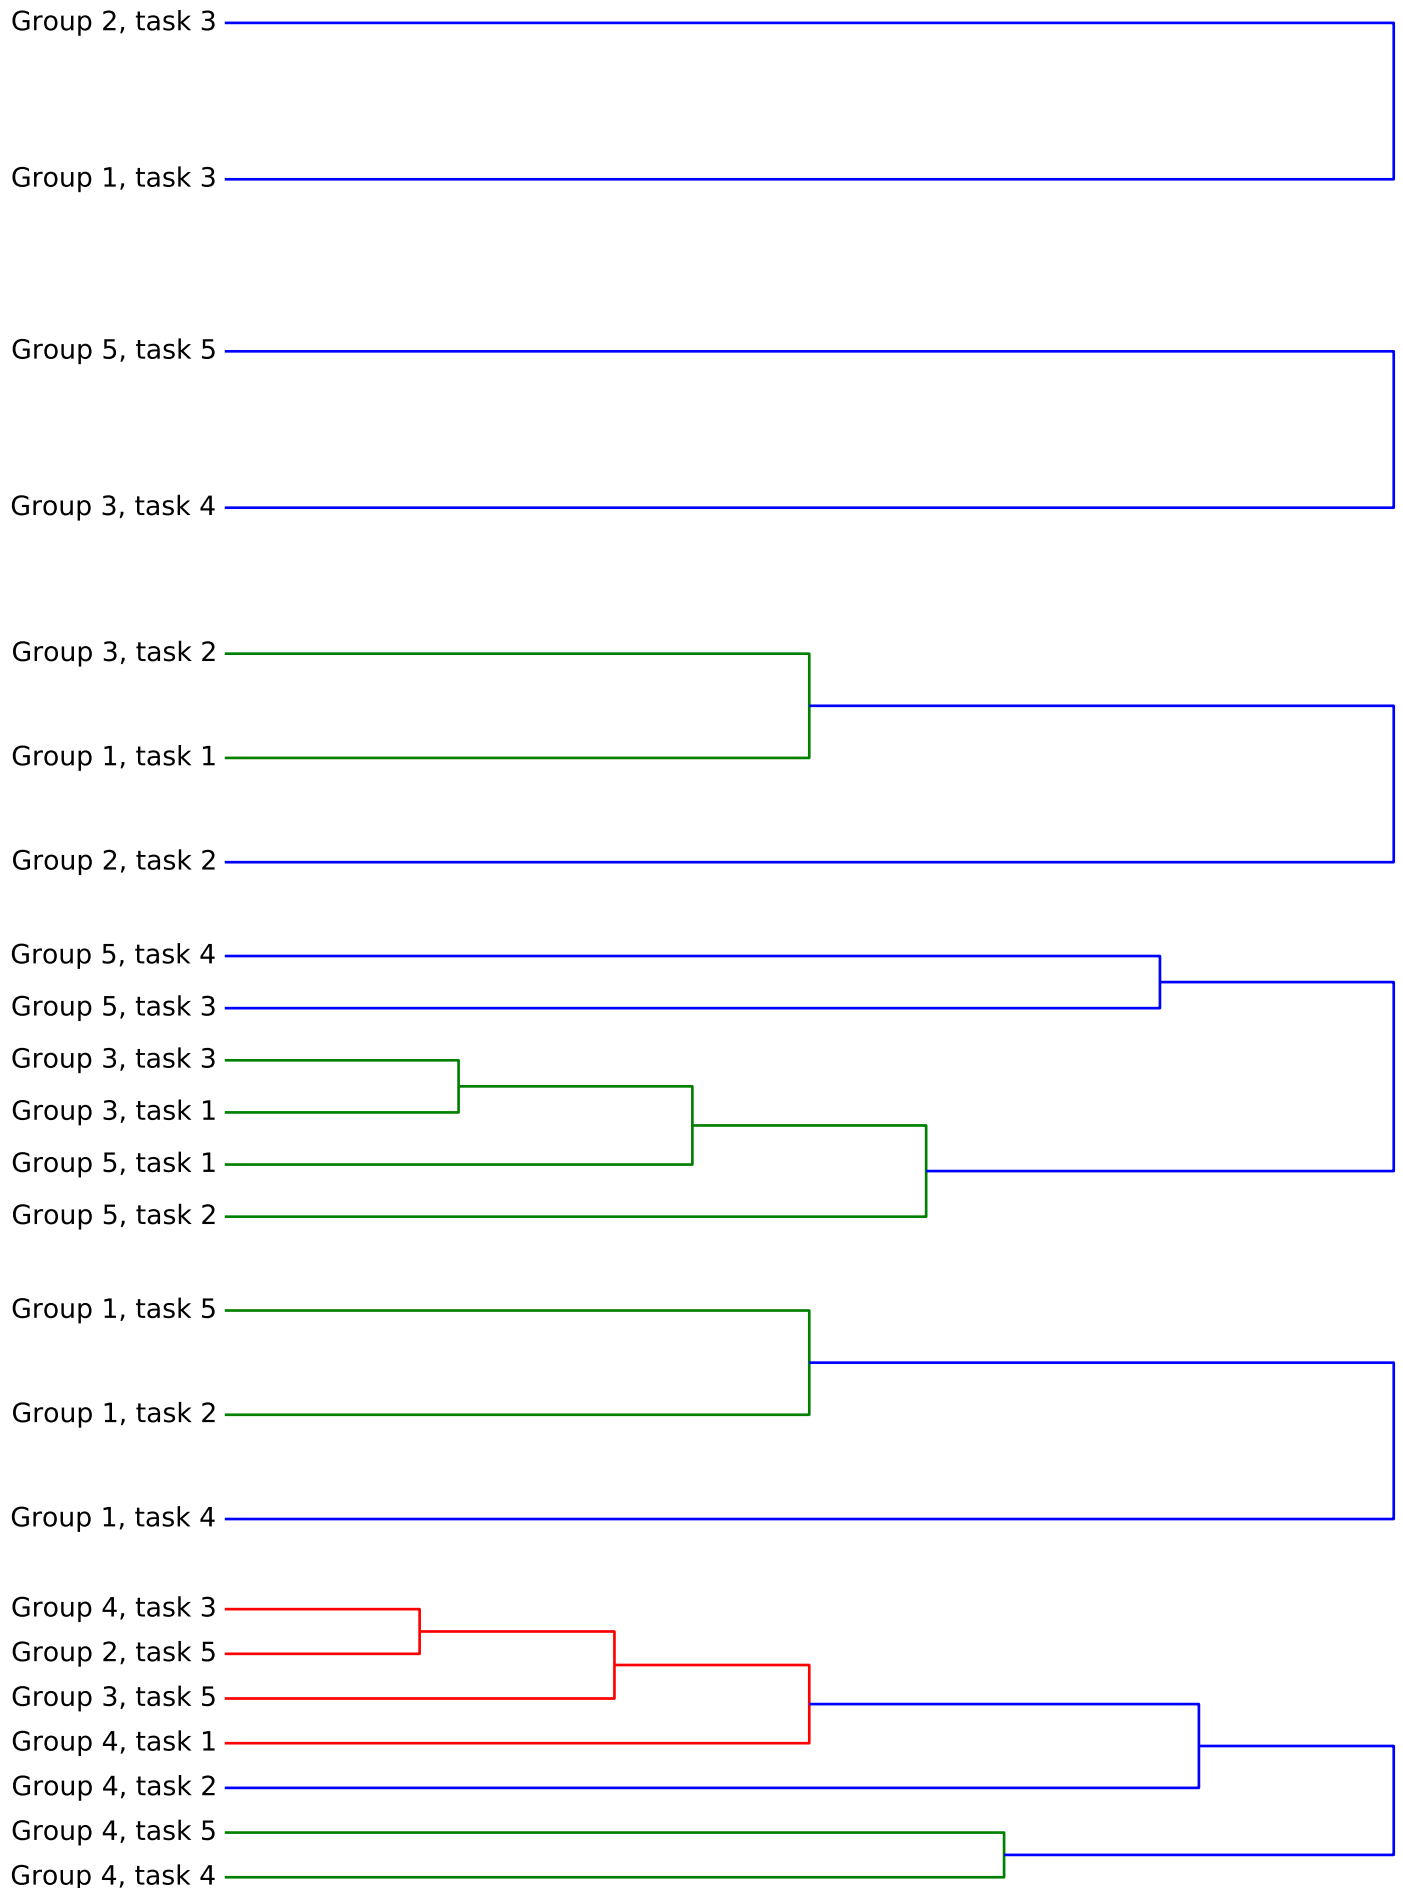 Group 2, task 3
Group 1, task 3
Group 5, task 5
Group 3, task 4
Group 3, task 2
Group 1, task 1
Group 2, task 2
Group 5, task 4
Group 5, task 3
Group 3, task 3
Group 3, task 1
Group 5, task 1
Group 5, task 2
Group 1, task 5
Group 1, task 2
Group 1, task 4
Group 4, task 3
Group 2, task 5
Group 3, task 5
Group 4, task 1
Group 4, task 2
Group 4, task 5
Group 4, task 4